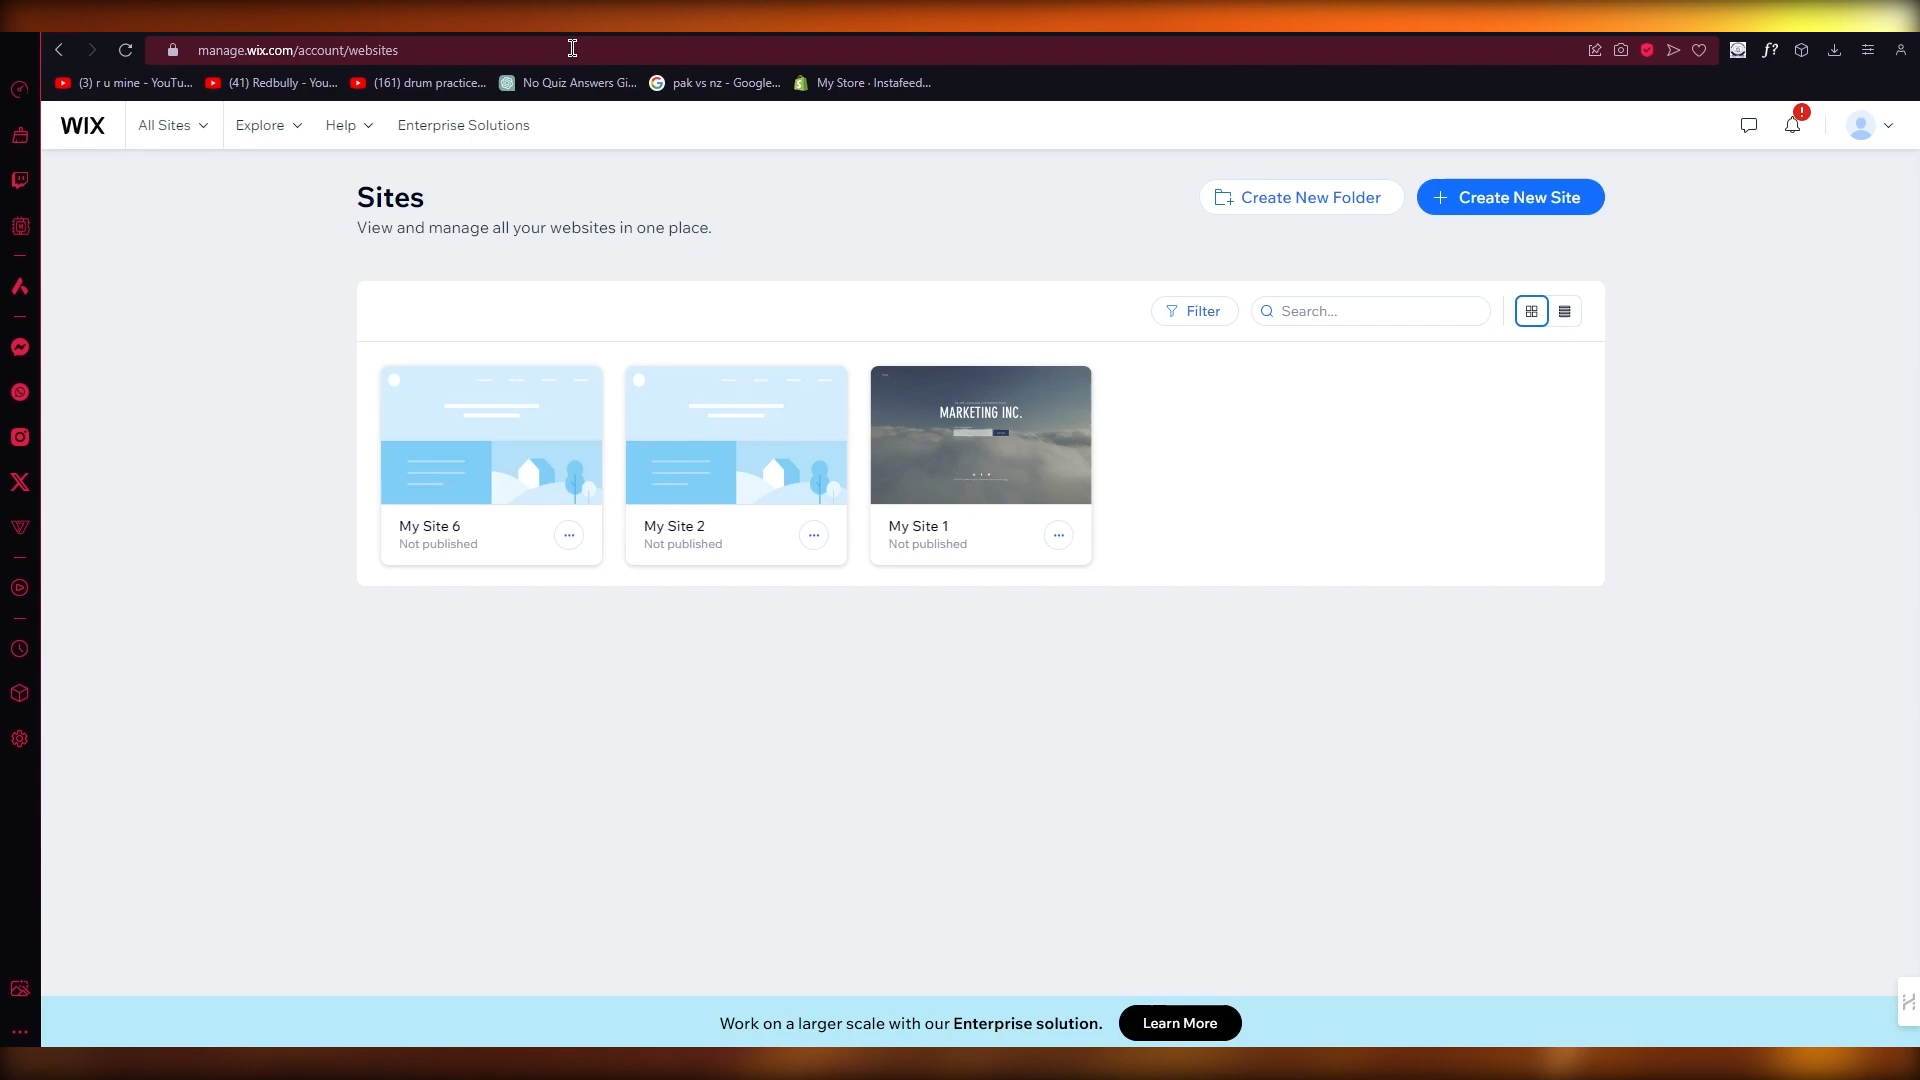 manage.wix.com/account/websites
(3) r u mine - YouTu...
(41) Redbully - You...
(161) drum practice...
No Quiz Answers Gi...
pak vs nz - Google...
My Store · Instafeed...
WIX
All Sites
Explore
Help
Enterprise Solutions
Sites
View and manage all your websites in one place.
Create New Folder
Create New Site
Filter
Search...
MARKETING INC.
My Site 6
Not published
My Site 2
Not published
My Site 1
Not published
Work on a larger scale with our Enterprise solution.
Learn More